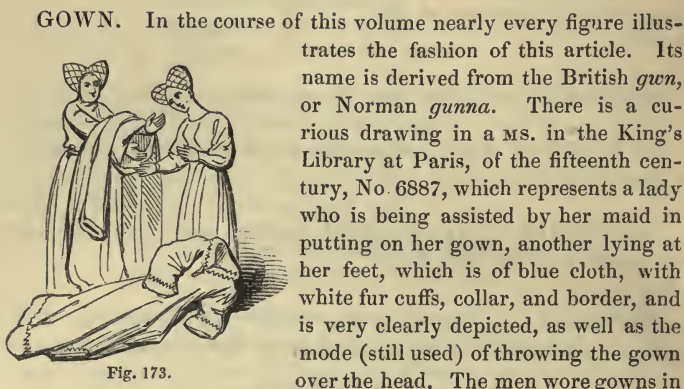 GOWN. In the course of this volume nearly every figure illus-
trates the fashion of this article. Its
name is derived from the British gwn,
or Norman gunna. There is a cu-
rious drawing in a MS. in the King's
Library at Paris, of the fifteenth cen-
tury, No. 6887, which represents a lady
who is being assisted by her maid in
putting on her gown, another lying at
her feet, which is of blue cloth, with
white fur cuffs, collar, and border, and
is very clearly depicted, as well as the
mode (still used) of throwing the gown
over the head. The men wore gowns in
Fig. 173.